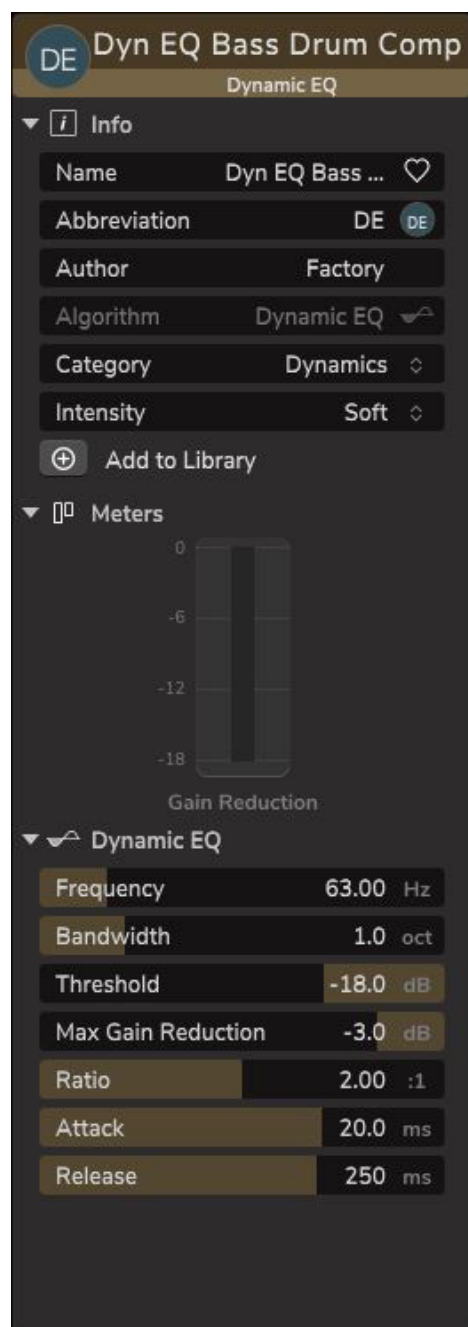 DE Dyn EQ Bass Drum Comp
Dynamic EQ
i Info
Name Dyn EQ Bass ...
Abbreviation DE DE
Author Factory
Algorithm Dynamic EQ
Category Dynamics
Intensity Soft
Add to Library
Meters
0
-6
-12
-18
Gain Reduction
Dynamic EQ
Frequency 63.00 Hz
Bandwidth 1.0 oct
Threshold -18.0 dB
Max Gain Reduction -3.0 dB
Ratio 2.00 :1
Attack 20.0 ms
Release 250 ms